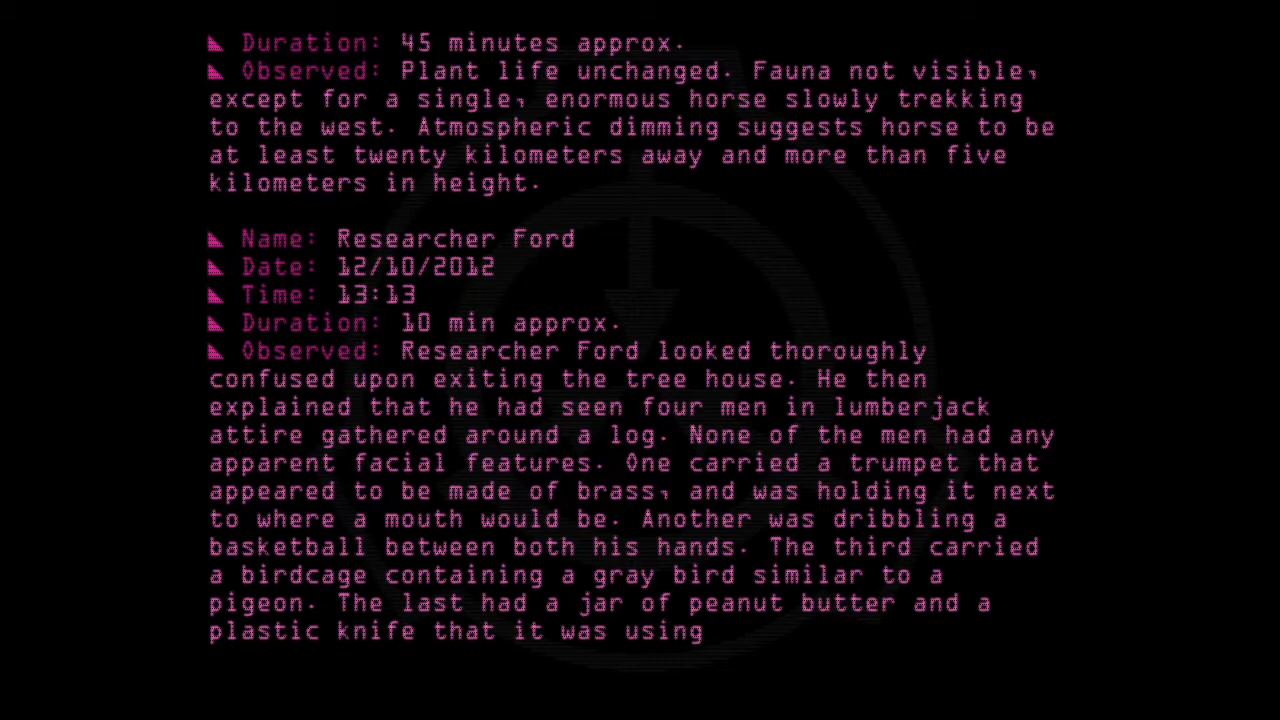 Duration: 45 minutes approx.
Observed: Plant life unchanged. Fauna not visible,
except for a single, enormous horse slowly trekking
to the west. Atmospheric dimming suggests horse to be
at least twenty kilometers away and more than five
kilometers in height.
Name: Researcher Ford
Date: 12/10/2012
Time: 13:13
Duration: 10 min approx.
Observed: Researcher Ford looked thoroughly
confused upon exiting the tree house. He then
explained that he had seen four men in lumberjack
attire gathered around a log. None of the men had any
apparent facial features. One carried a trumpet that
appeared to be made of brass, and was holding it next
to where a mouth would be. Another was dribbling a
basketball between both his hands. The third carried
a birdcage containing a gray bird similar to a
pigeon. The last had a jar of peanut butter and a
plastic knife that it was using